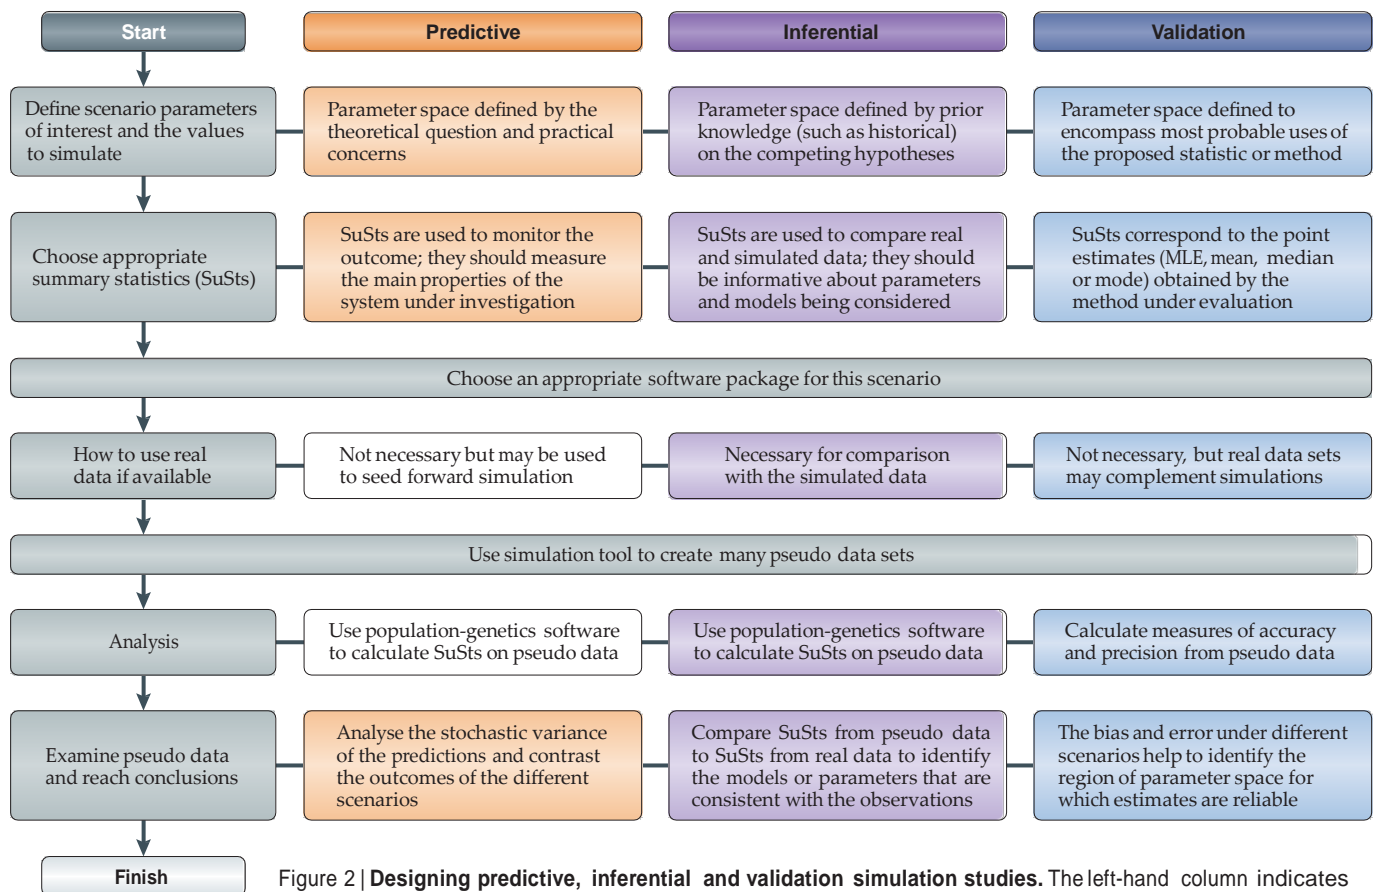 Start
Predictive
Inferential
Validation
Define scenario parameters
of interest and the values
to simulate
Parameter space defined by the
theoretical question and practical
concerns
Parameter space defined by prior
knowledge (such as historical)
on the competing hypotheses
Parameter space defined to
encompass most probable uses of
the proposed statistic or method
Choose appropriate
summary statistics (SuSts)
SuSts are used to monitor the
outcome; they should measure
the main properties of the
system under investigation
SuSts are used to compare real
and simulated data; they should
be informative about parameters
and models being considered
SuSts correspond to the point
estimates (MLE, mean, median
or mode) obtained by the
method under evaluation
Choose an appropriate software package for this scenario
How to use real
data if available
Not necessary but may be used
to seed forward simulation
Necessary for comparison
with the simulated data
Not necessary, but real data sets
may complement simulations
Use simulation tool to create many pseudo data sets
Analysis
Use population-genetics software
to calculate SuSts on pseudo data
Use population-genetics software
to calculate SuSts on pseudo data
Calculate measures of accuracy
and precision from pseudo data
Examine pseudo data
and reach conclusions
Analyse the stochastic variance
of the predictions and contrast
the outcomes of the different
scenarios
Compare SuSts from pseudo data
to SuSts from real data to identify
the models or parameters that are
consistent with the observations
The bias and error under different
scenarios help to identify the
region of parameter space for
which estimates are reliable
Finish
Figure 2 | Designing predictive, inferential and validation simulation studies. The left-hand column indicates